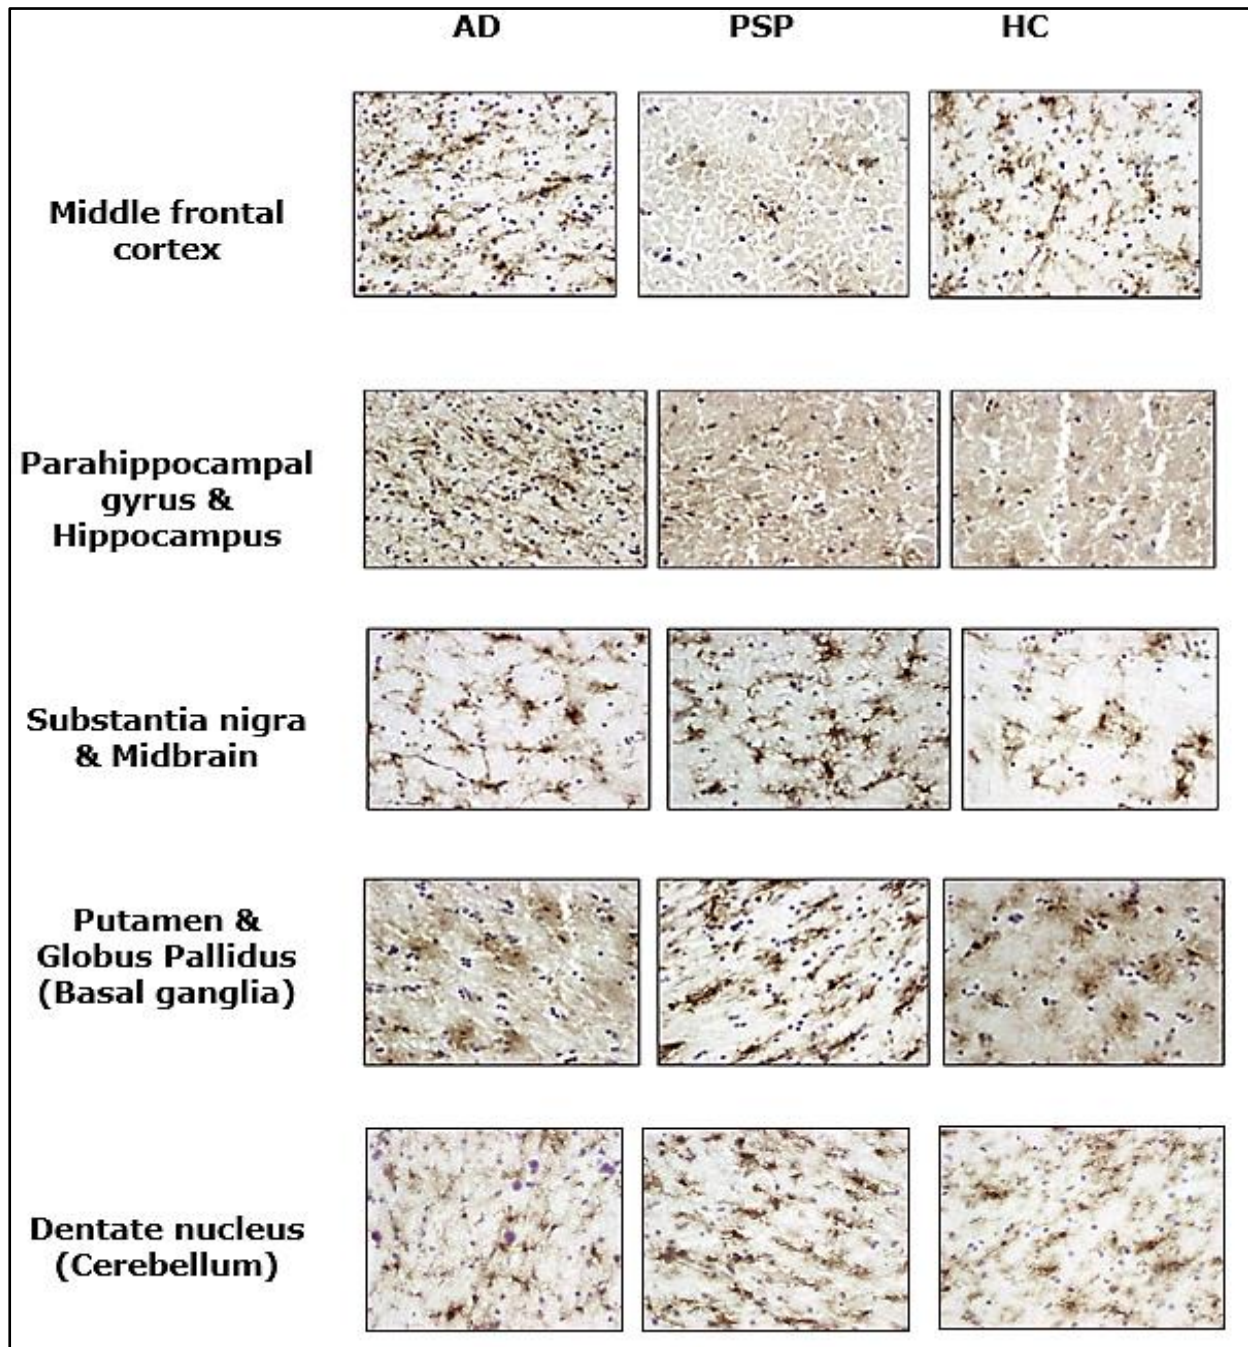 AD PSP HC
Middle frontal
cortex
Parahippocampal
gyrus &
Hippocampus
Substantia nigra
& Midbrain
Putamen &
Globus Pallidus
(Basal ganglia)
Dentate nucleus
(Cerebellum)